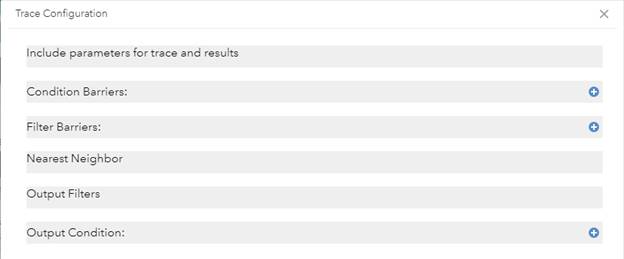 Trace Configuration
Include parameters for trace and results
Condition Barriers:
Filter Barriers:
Nearest Neighbor
Output Filters
Output Condition: